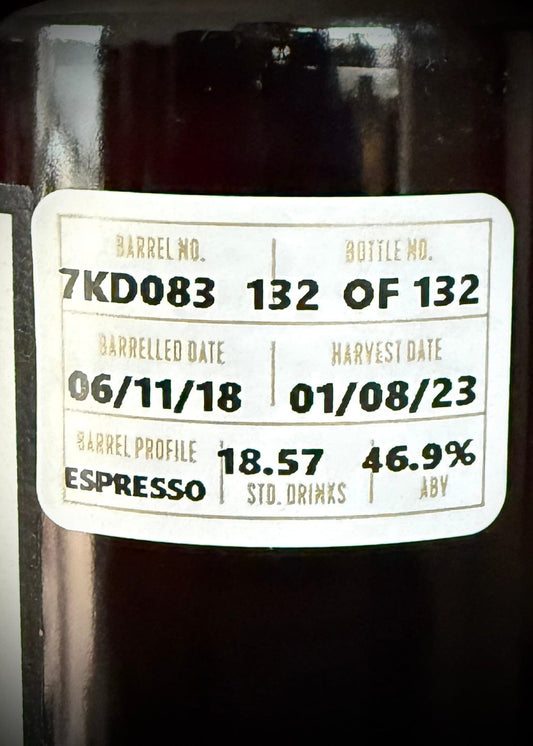 BARREL NO. BOTTLE NO.
7KD083 132 OF 132
BARRELLED DATE HARVEST DATE
06/11/18 01/08/23
BARREL PROFILE 18.57 46.9%
ESPRESSO STD. DRINKS ABV